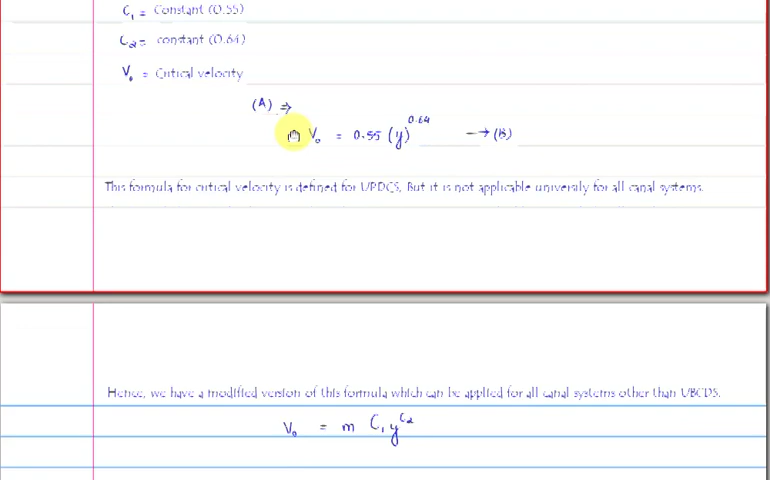 C₁ = Constant (0.55)
C₂ = constant (0.64)
V₀ = Critical velocity
(A) ⇒
V₀ = 0.55 (y)^0.64 → (B)
This formula for critical velocity is defined for UBDCS, But it is not applicable universily for all canal systems.
Hence, we have a modified version of this formula which can be applied for all canal systems other than UBCDS.
V₀ = m C₁ y^C₂